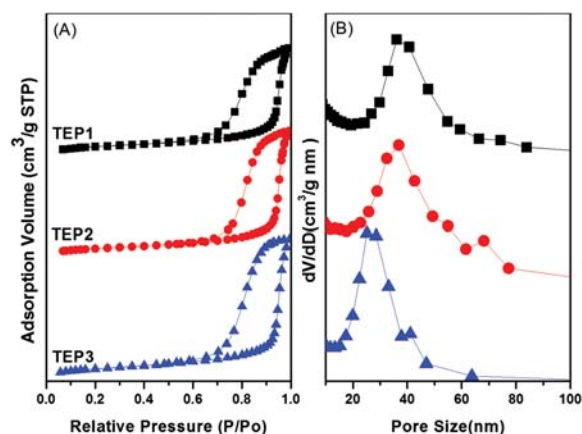 (A)
(B)
Adsorption Volume (cm³/g STP)
TEP1
TEP2
TEP3
0.0 0.2 0.4 0.6 0.8 1.0
Relative Pressure (P/Po)
dV/dD(cm³/g nm)
20 40 60 80 100
Pore Size(nm)